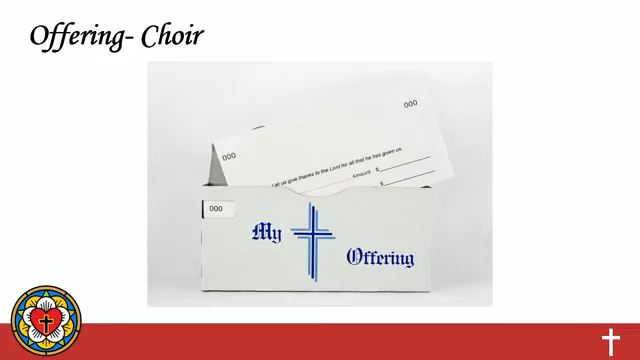 Offering- Choir
000
000
Let us give thanks to the Lord for all that he has given us
Amount $
$
000
My Offering